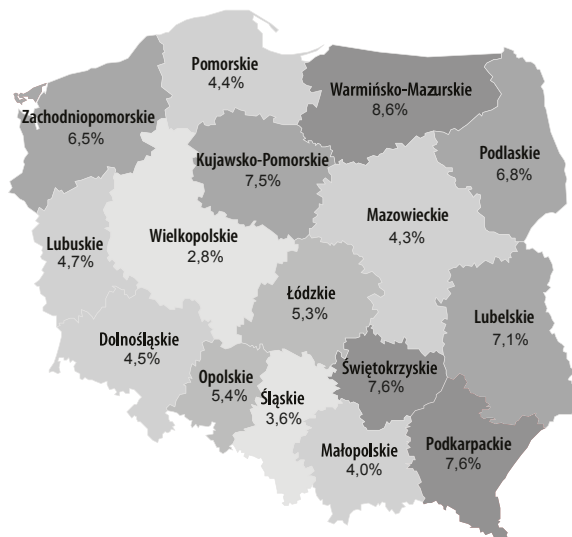 Pomorskie
4,4%
Warmińsko-Mazurskie
8,6%
Zachodniopomorskie
6,5%
Kujawsko-Pomorskie
7,5%
Podlaskie
6,8%
Mazowieckie
4,3%
Wielkopolskie
2,8%
Lubuskie
4,7%
Łódzkie
5,3%
Lubelskie
7,1%
Dolnośląskie
4,5%
Opolskie
5,4%
Śląskie
3,6%
Świętokrzyskie
7,6%
Małopolskie
4,0%
Podkarpackie
7,6%